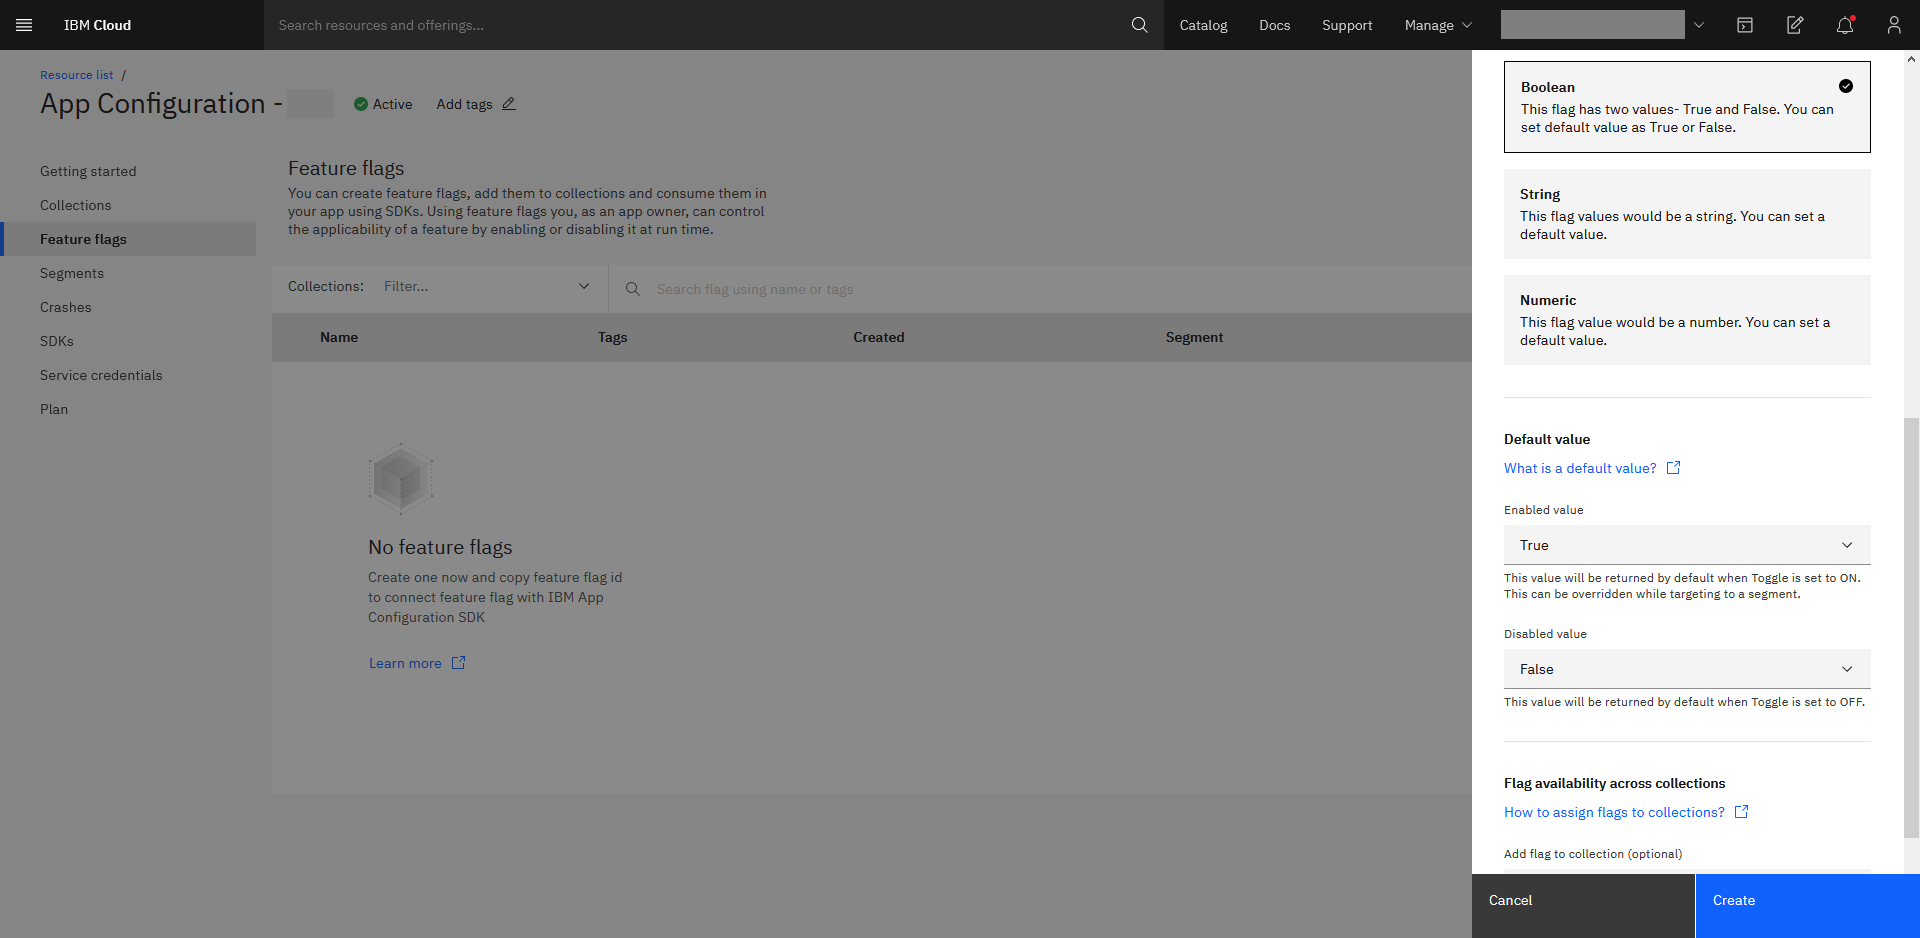 IBM Cloud
Search resources and offerings...
Catalog
Docs
Support
Manage
Resource list /
App Configuration -
Active
Add tags
Getting started
Collections
Feature flags
Segments
Crashes
SDKs
Service credentials
Plan
Feature flags
You can create feature flags, add them to collections and consume them in
your app using SDKs. Using feature flags you, as an app owner, can control
the applicability of a feature by enabling or disabling it at run time.
Collections: Filter...
Search flag using name or tags
Name Tags Created Segment
No feature flags
Create one now and copy feature flag id
to connect feature flag with IBM App
Configuration SDK
Learn more
Boolean
This flag has two values- True and False. You can
set default value as True or False.
String
This flag values would be a string. You can set a
default value.
Numeric
This flag value would be a number. You can set a
default value.
Default value
What is a default value?
Enabled value
True
This value will be returned by default when Toggle is set to ON.
This can be overridden while targeting to a segment.
Disabled value
False
This value will be returned by default when Toggle is set to OFF.
Flag availability across collections
How to assign flags to collections?
Add flag to collection (optional)
Cancel
Create